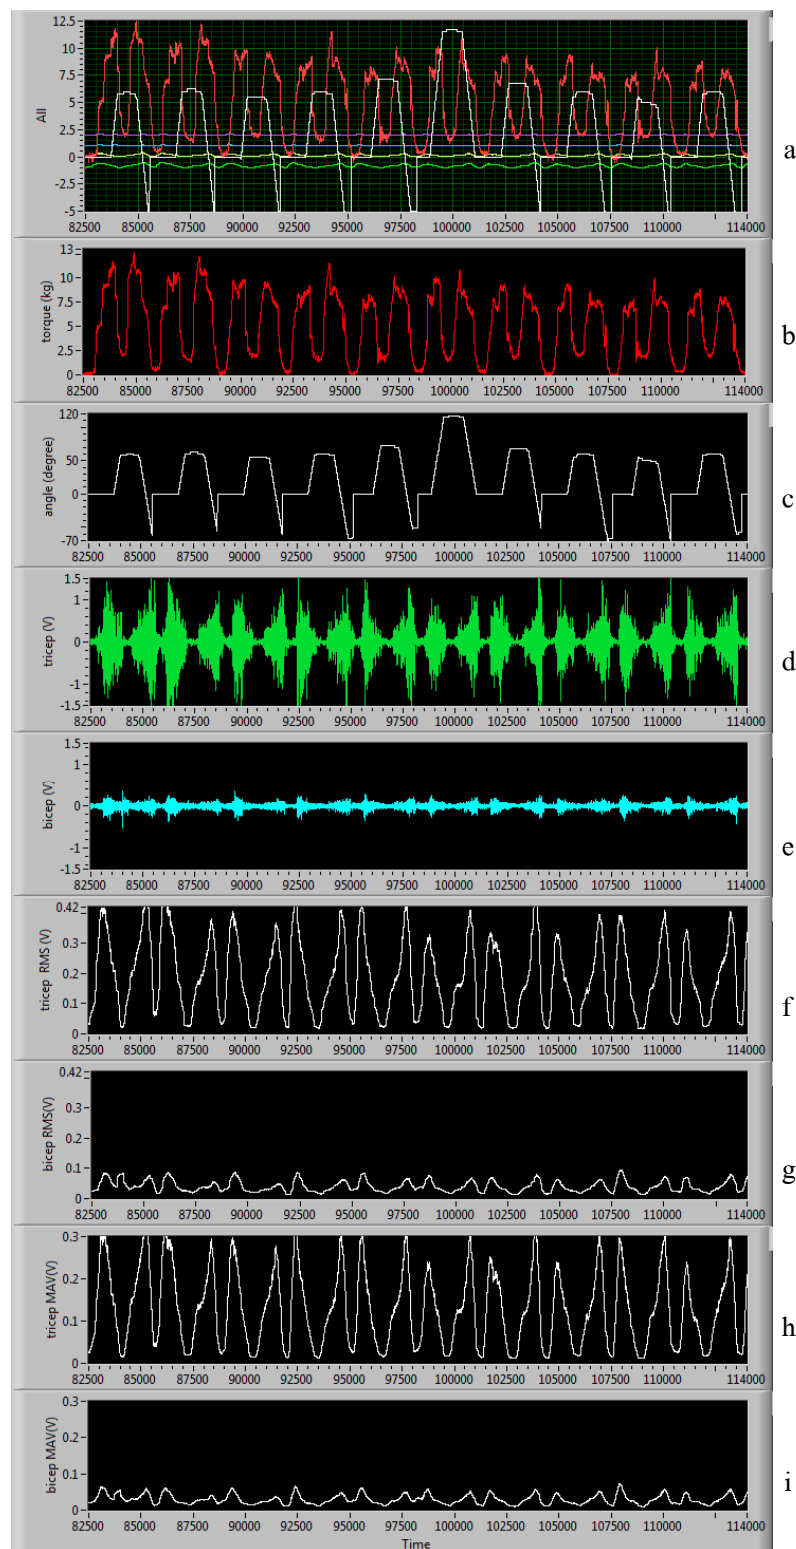 12.5
10
7.5
5
2.5
0
-2.5
-5
All
82500 85000 87500 90000 92500 95000 97500 100000 102500 105000 107500 110000 114000
a
13
10
7.5
5
2.5
0
torque (kg)
82500 85000 87500 90000 92500 95000 97500 100000 102500 105000 107500 110000 114000
b
120
50
0
-70
angle (degree)
82500 85000 87500 90000 92500 95000 97500 100000 102500 105000 107500 110000 114000
c
1.5
1
0
-1
-1.5
tricep (V)
82500 85000 87500 90000 92500 95000 97500 100000 102500 105000 107500 110000 114000
d
1.5
1
0
-1
-1.5
bicep (V)
82500 85000 87500 90000 92500 95000 97500 100000 102500 105000 107500 110000 114000
e
0.42
0.3
0.2
0.1
0
tricep RMS (V)
82500 85000 87500 90000 92500 95000 97500 100000 102500 105000 107500 110000 114000
f
0.42
0.3
0.2
0.1
0
bicep RMS(V)
82500 85000 87500 90000 92500 95000 97500 100000 102500 105000 107500 110000 114000
g
0.3
0.2
0.1
0
tricep MAV(V)
82500 85000 87500 90000 92500 95000 97500 100000 102500 105000 107500 110000 114000
h
0.3
0.2
0.1
0
bicep MAV(V)
82500 85000 87500 90000 92500 95000 97500 100000 102500 105000 107500 110000 114000
Time
i